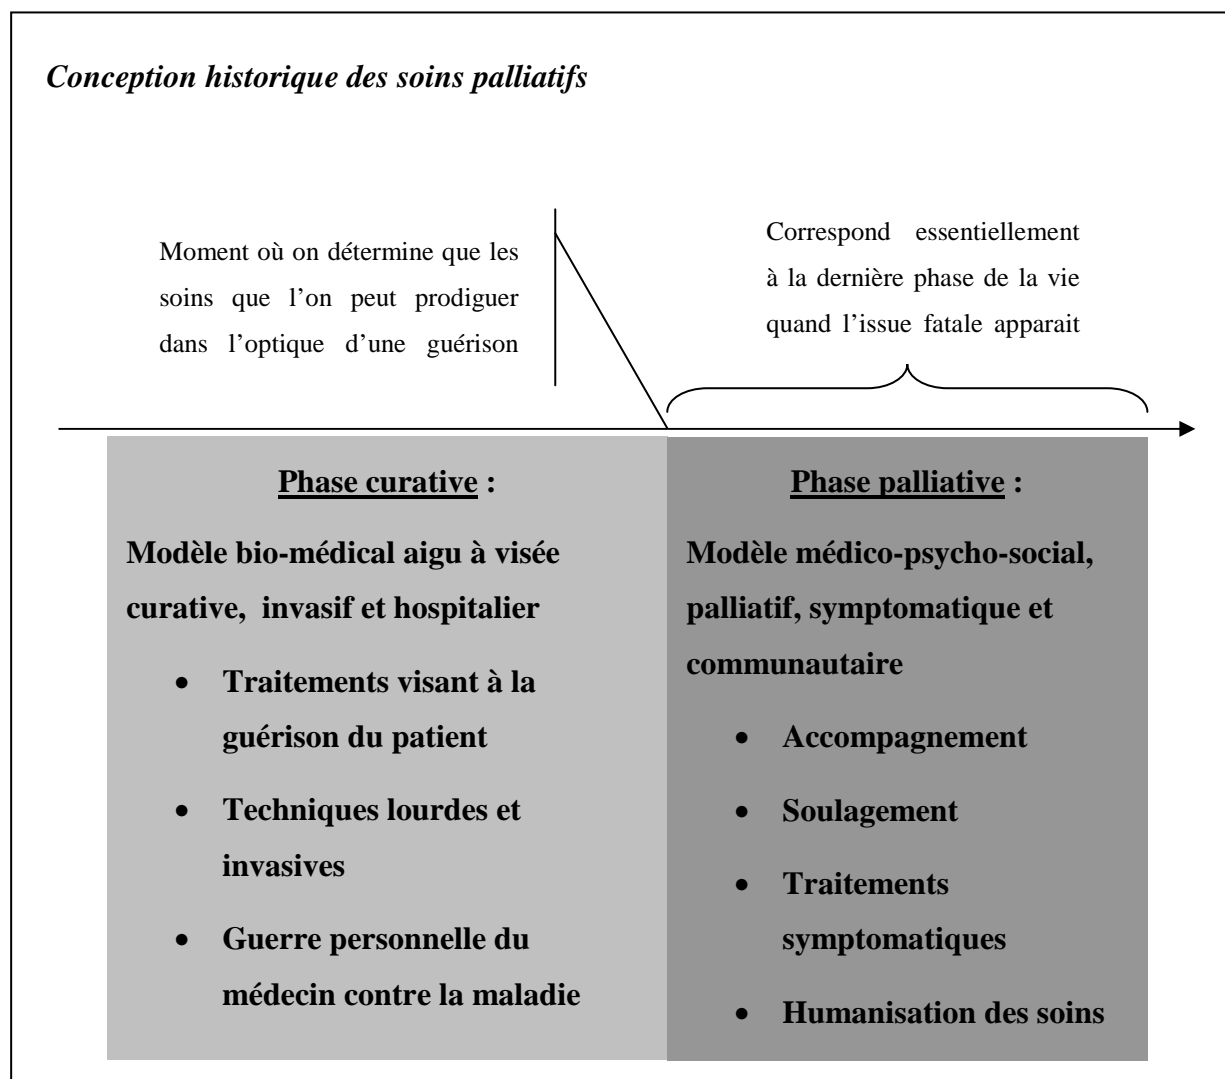 Conception historique des soins palliatifs
Moment où on détermine que les
soins que l'on peut prodiguer
dans l'optique d'une guérison
Correspond essentiellement
à la dernière phase de la vie
quand l'issue fatale apparait
Phase curative :
Modèle bio-médical aigu à visée
curative, invasif et hospitalier
• Traitements visant à la
guérison du patient
• Techniques lourdes et
invasives
• Guerre personnelle du
médecin contre la maladie
Phase palliative :
Modèle médico-psycho-social,
palliatif, symptomatique et
communautaire
• Accompagnement
• Soulagement
• Traitements
symptomatiques
• Humanisation des soins